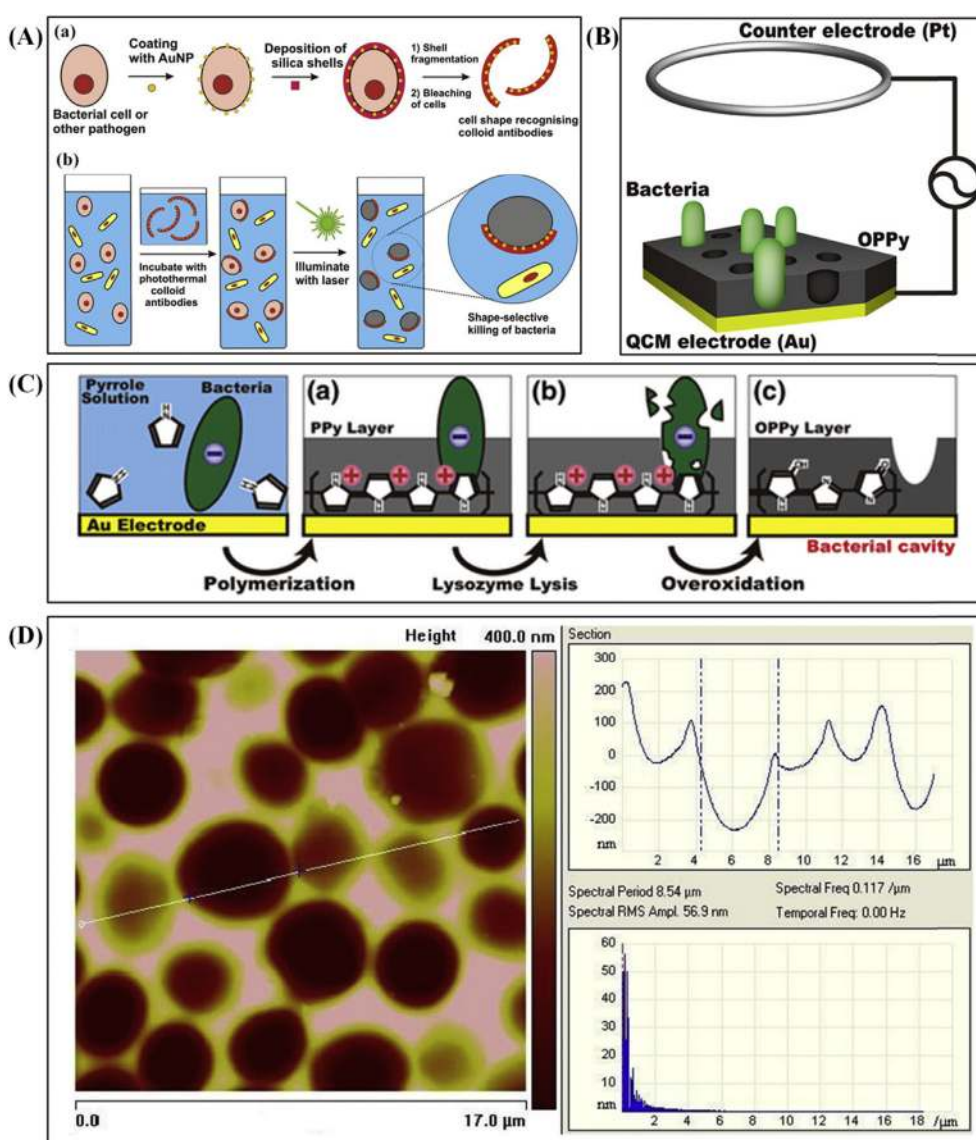 (A)
(a)
Coating
with AuNP
Deposition of
silica shells
1) Shell
fragmentation
2) Bleaching
of cells
Bacterial cell or
other pathogen
cell shape recognising
colloid antibodies
(b)
Incubate with
photothermal
colloid
antibodies
Illuminate
with laser
Shape-selective
killing of bacteria
(B)
Counter electrode (Pt)
Bacteria
OPPy
QCM electrode (Au)
(C)
Pyrrole
Solution
Bacteria
Au Electrode
(a)
PPy Layer
(b)
(c)
OPPy Layer
Bacterial cavity
Polymerization
Lysozyme Lysis
Overoxidation
(D)
Height 400.0 nm
0.0 17.0 µm
Section
300
200
100
0
-100
-200
nm
2 4 6 8 10 12 14 16 µm
Spectral Period 8.54 µm Spectral Freq 0.117 /µm
Spectral RMS Ampl. 56.9 nm Temporal Freq: 0.00 Hz
60
50
40
30
20
10
nm
2 4 6 8 10 12 14 16 /µm